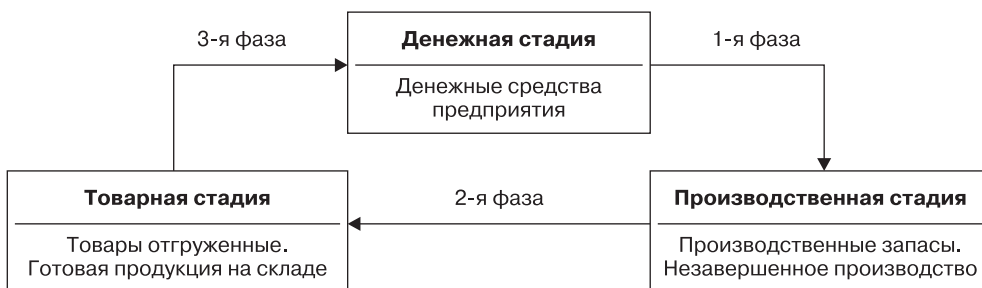 3-я фаза
Денежная стадия
1-я фаза
Денежные средства
предприятия
Товарная стадия
2-я фаза
Производственная стадия
Товары отгруженные.
Готовая продукция на складе
Производственные запасы.
Незавершенное производство